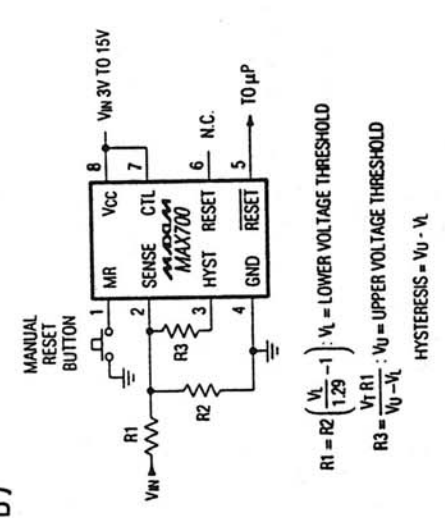 B)
MANUAL
RESET
BUTTON
VIN 3V TO 15V
1 MR VCC 8
2 SENSE CTL 7
MAXIM
MAX700
3 HYST RESET 6 N.C.
4 GND RESET 5 TO µP
VIN
R1
R3
R2
R1 = R2 (VL/1.29 −1) : VL = LOWER VOLTAGE THRESHOLD
R3 = VT R1/VU−VL : VU = UPPER VOLTAGE THRESHOLD
HYSTERESIS = VU - VL